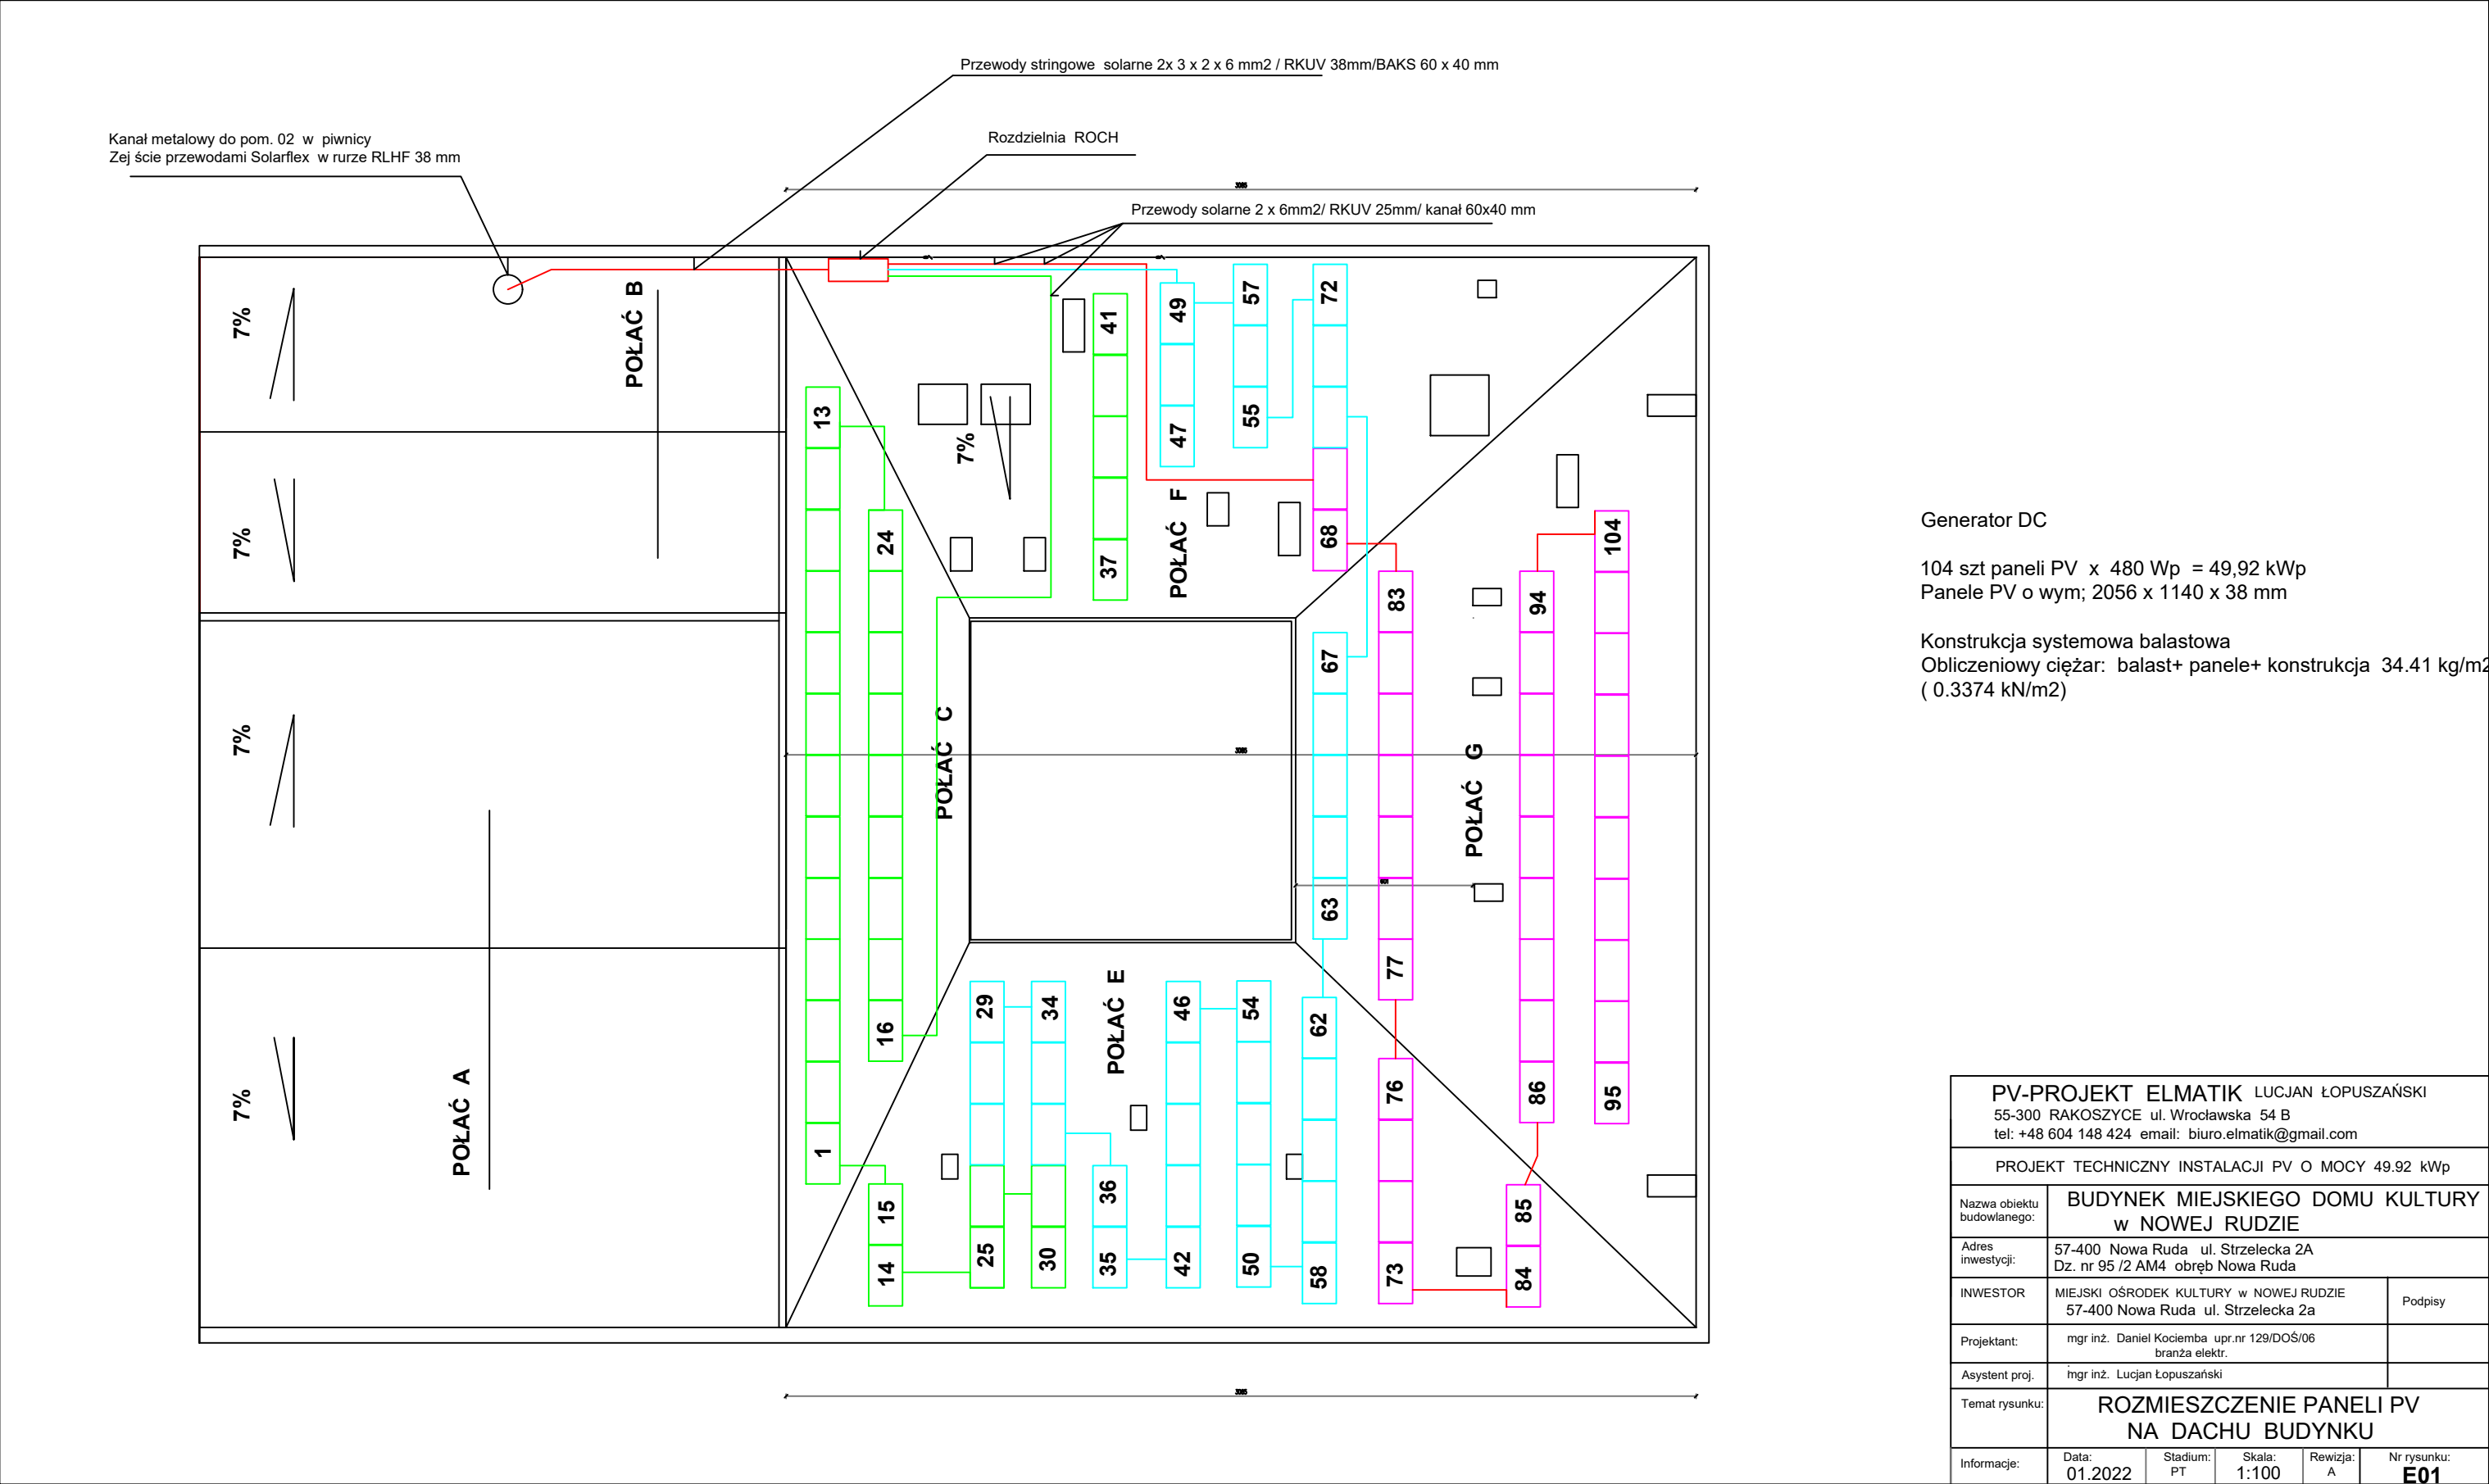 Przewody stringowe solarne 2x 3 x 2 x 6 mm2 / RKUV 38mm/BAKS 60 x 40 mm
Kanał metalowy do pom. 02 w piwnicy
Zej ście przewodami Solarflex w rurze RLHF 38 mm
Rozdzielnia ROCH
3085
Przewody solarne 2 x 6mm2/ RKUV 25mm/ kanał 60x40 mm
7%
POŁAĆ B
7%
7%
7%
POŁAĆ A
13
24
1
15
14
16
POŁAĆ C
7%
41
37
49
47
57
55
72
68
POŁAĆ F
67
63
3085
83
77
76
73
94
86
85
84
104
95
POŁAĆ G
29
25
34
30
POŁAĆ E
36
35
46
42
54
50
62
58
3085
Generator DC
104 szt paneli PV x 480 Wp = 49,92 kWp
Panele PV o wym; 2056 x 1140 x 38 mm
Konstrukcja systemowa balastowa
Obliczeniowy ciężar: balast+ panele+ konstrukcja 34.41 kg/m2
( 0.3374 kN/m2)
PV-PROJEKT ELMATIK LUCJAN ŁOPUSZAŃSKI
55-300 RAKOSZYCE ul. Wrocławska 54 B
tel: +48 604 148 424 email: biuro.elmatik@gmail.com
PROJEKT TECHNICZNY INSTALACJI PV O MOCY 49.92 kWp
Nazwa obiektu budowlanego:
BUDYNEK MIEJSKIEGO DOMU KULTURY
w NOWEJ RUDZIE
Adres inwestycji:
57-400 Nowa Ruda ul. Strzelecka 2A
Dz. nr 95 /2 AM4 obręb Nowa Ruda
INWESTOR
MIEJSKI OŚRODEK KULTURY w NOWEJ RUDZIE
57-400 Nowa Ruda ul. Strzelecka 2a
Podpisy
Projektant:
mgr inż. Daniel Kociemba upr.nr 129/DOŚ/06
branża elektr.
Asystent proj.
mgr inż. Lucjan Łopuszański
Temat rysunku:
ROZMIESZCZENIE PANELI PV
NA DACHU BUDYNKU
Informacje:
Data: 01.2022
Stadium: PT
Skala: 1:100
Rewizja: A
Nr rysunku: E01